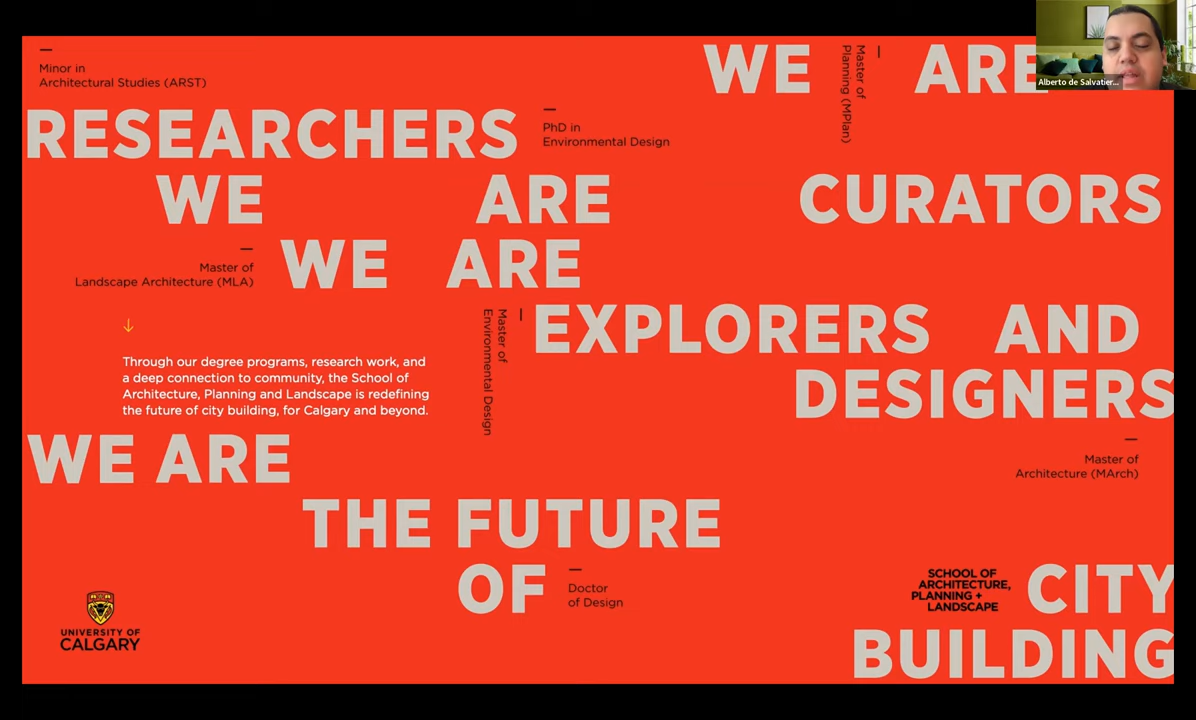 Minor in
Architectural Studies (ARST)
WE ARE
Master of
Planning (MPlan)
Alberto de Salvatier...
RESEARCHERS
PhD in
Environmental Design
WE ARE CURATORS
Master of
Landscape Architecture (MLA)
WE ARE
Master of
Environmental Design
EXPLORERS AND
DESIGNERS
↓
Through our degree programs, research work, and
a deep connection to community, the School of
Architecture, Planning and Landscape is redefining
the future of city building, for Calgary and beyond.
WE ARE
Master of
Architecture (MArch)
THE FUTURE
OF
Doctor
of Design
SCHOOL OF
ARCHITECTURE,
PLANNING +
LANDSCAPE
CITY
BUILDING
UNIVERSITY OF
CALGARY